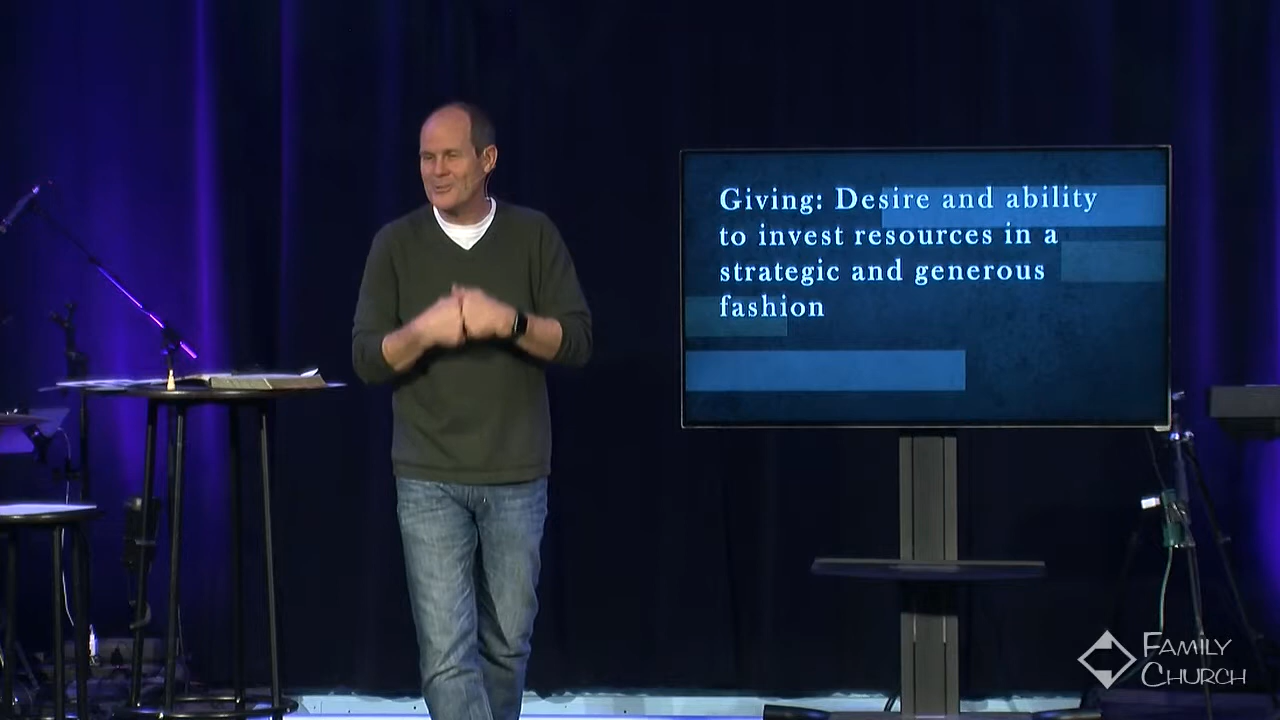 Giving: Desire and ability
to invest resources in a
strategic and generous
fashion
Family
Church